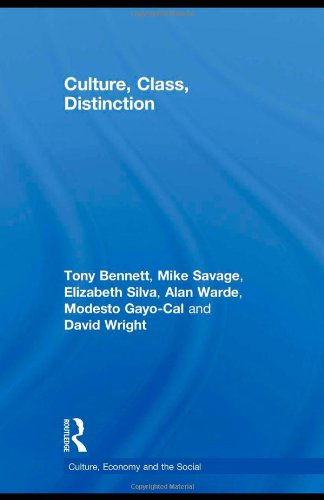 Culture, Class,
Distinction
Tony Bennett, Mike Savage,
Elizabeth Silva, Alan Warde,
Modesto Gayo-Cal and
David Wright
ROUTLEDGE
Culture, Economy and the Social